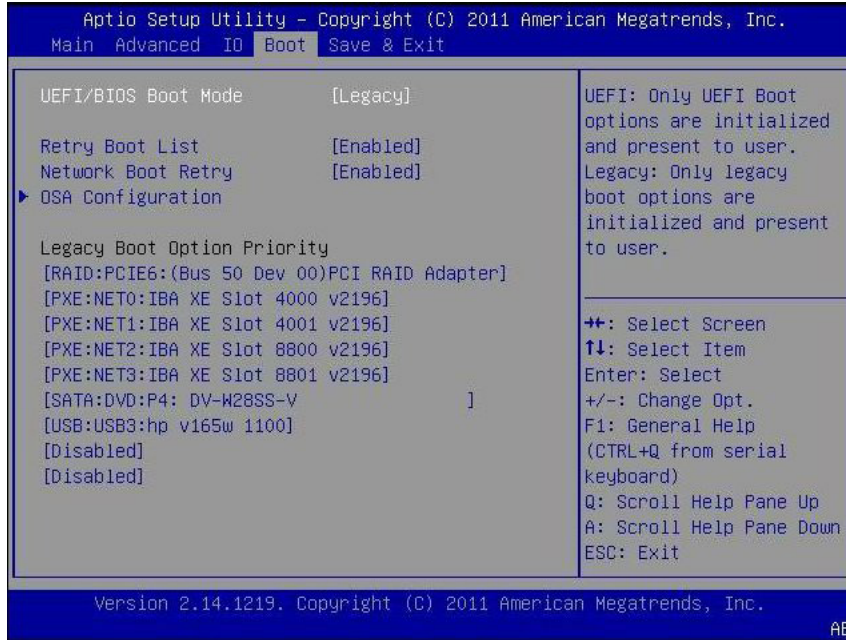 Aptio Setup Utility – Copyright (C) 2011 American Megatrends, Inc.
Main Advanced IO Boot Save & Exit
UEFI/BIOS Boot Mode [Legacy]
Retry Boot List [Enabled]
Network Boot Retry [Enabled]
OSA Configuration
Legacy Boot Option Priority
[RAID:PCIE6:(Bus 50 Dev 00)PCI RAID Adapter]
[PXE:NET0:IBA XE Slot 4000 v2196]
[PXE:NET1:IBA XE Slot 4001 v2196]
[PXE:NET2:IBA XE Slot 8800 v2196]
[PXE:NET3:IBA XE Slot 8801 v2196]
[SATA:DVD:P4: DV-W28SS-V ]
[USB:USB3:hp v165w 1100]
[Disabled]
[Disabled]
UEFI: Only UEFI Boot
options are initialized
and present to user.
Legacy: Only legacy
boot options are
initialized and present
to user.
→←: Select Screen
↑↓: Select Item
Enter: Select
+/-: Change Opt.
F1: General Help
(CTRL+Q from serial
keyboard)
Q: Scroll Help Pane Up
A: Scroll Help Pane Down
ESC: Exit
Version 2.14.1219. Copyright (C) 2011 American Megatrends, Inc.
AB